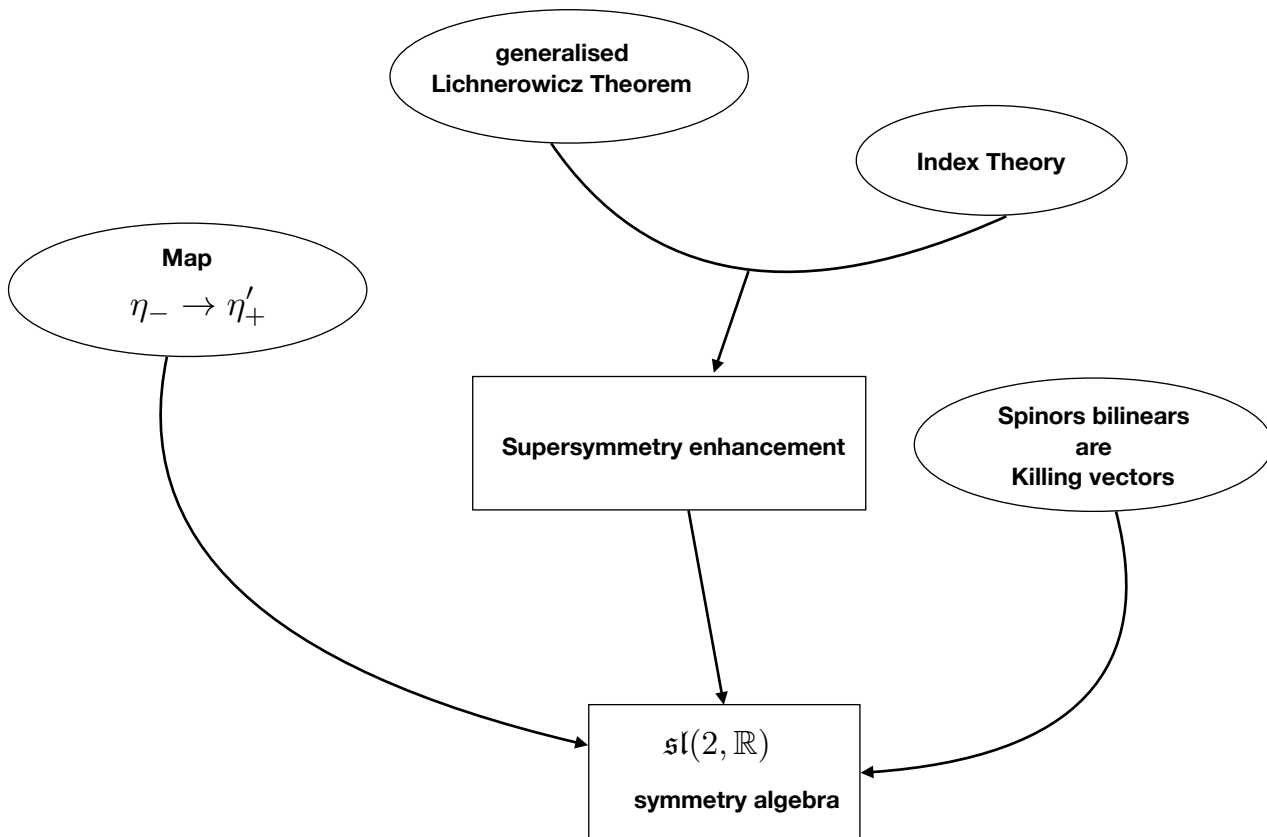 generalised
Lichnerowicz Theorem
Index Theory
Map
η₋ → η′₊
Supersymmetry enhancement
Spinors bilinears
are
Killing vectors
𝔰𝔩(2, ℝ)
symmetry algebra